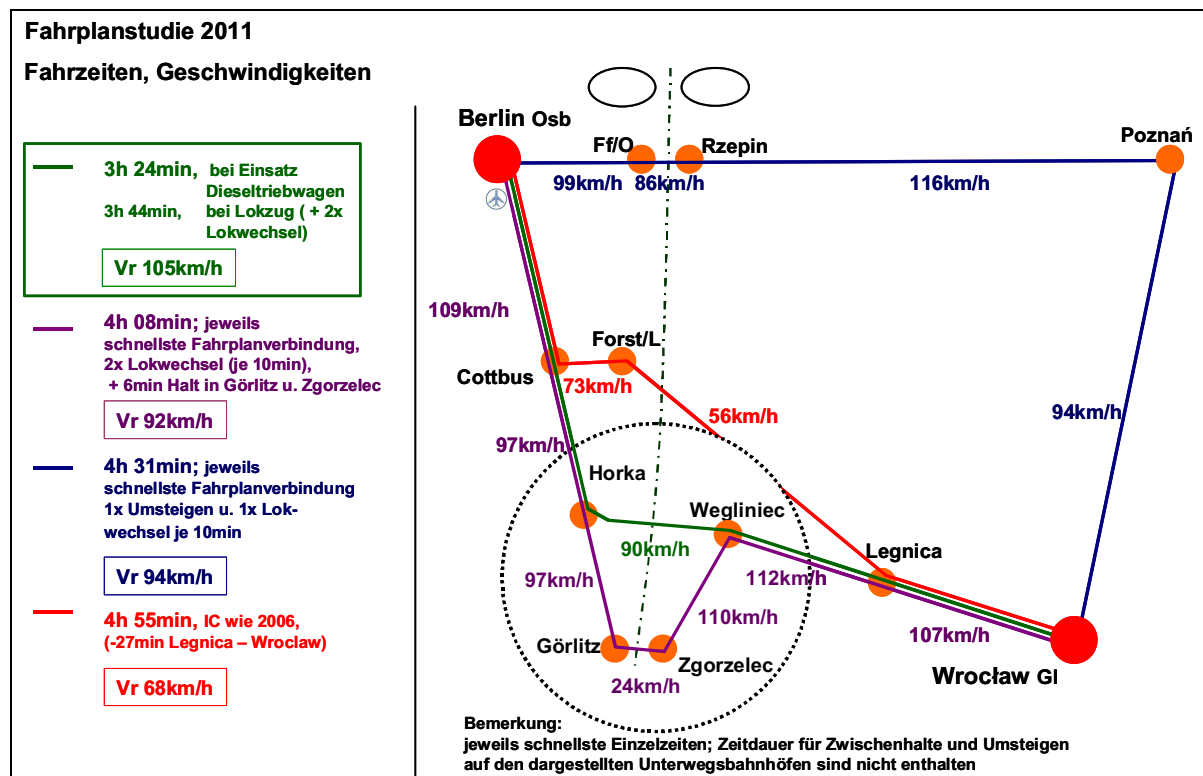 Fahrplanstudie 2011
Fahrzeiten, Geschwindigkeiten
3h 24min, bei Einsatz
Dieseltriebwagen
3h 44min, bei Lokzug ( + 2x
Lokwechsel)
Vr 105km/h
4h 08min; jeweils
schnellste Fahrplanverbindung,
2x Lokwechsel (je 10min),
+ 6min Halt in Görlitz u. Zgorzelec
Vr 92km/h
4h 31min; jeweils
schnellste Fahrplanverbindung
1x Umsteigen u. 1x Lok-
wechsel je 10min
Vr 94km/h
4h 55min, IC wie 2006,
(-27min Legnica – Wroclaw)
Vr 68km/h
Berlin Osb
Ff/O
Rzepin
Poznań
99km/h
86km/h
116km/h
109km/h
Forst/L
Cottbus
73km/h
56km/h
94km/h
97km/h
Horka
Wegliniec
90km/h
Legnica
112km/h
97km/h
110km/h
107km/h
Görlitz
Zgorzelec
24km/h
Wrocław Gl
Bemerkung:
jeweils schnellste Einzelzeiten; Zeitdauer für Zwischenhalte und Umsteigen
auf den dargestellten Unterwegsbahnhöfen sind nicht enthalten